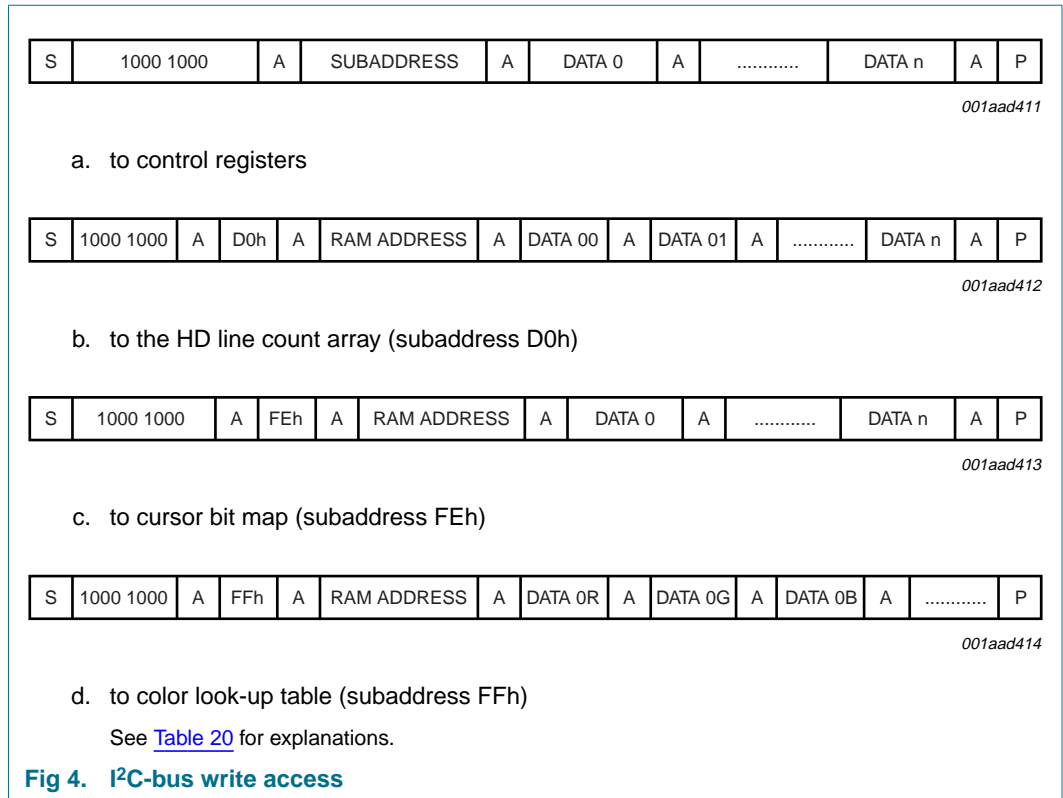 S 1000 1000 A SUBADDRESS A DATA 0 A ............ DATA n A P
001aad411
a. to control registers
S 1000 1000 A D0h A RAM ADDRESS A DATA 00 A DATA 01 A ............ DATA n A P
001aad412
b. to the HD line count array (subaddress D0h)
S 1000 1000 A FEh A RAM ADDRESS A DATA 0 A ............ DATA n A P
001aad413
c. to cursor bit map (subaddress FEh)
S 1000 1000 A FFh A RAM ADDRESS A DATA 0R A DATA 0G A DATA 0B A ............ P
001aad414
d. to color look-up table (subaddress FFh)
See Table 20 for explanations.
Fig 4. I²C-bus write access